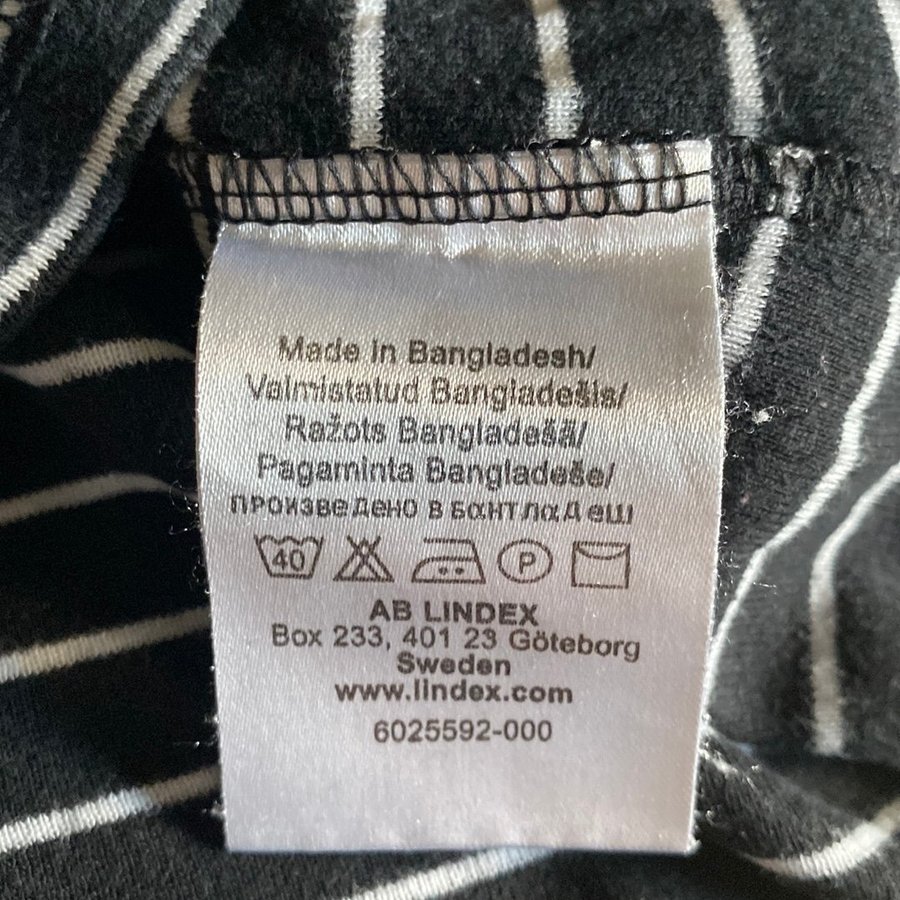 Made in Bangladesh/
Valmistatud Bangladešis/
Ražots Bangladešā/
Pagaminta Bangladeše/
ПРОИЗВЕДЕНО В БАНГЛАДЕШ
40 P
AB LINDEX
Box 233, 401 23 Göteborg
Sweden
www.lindex.com
6025592-000